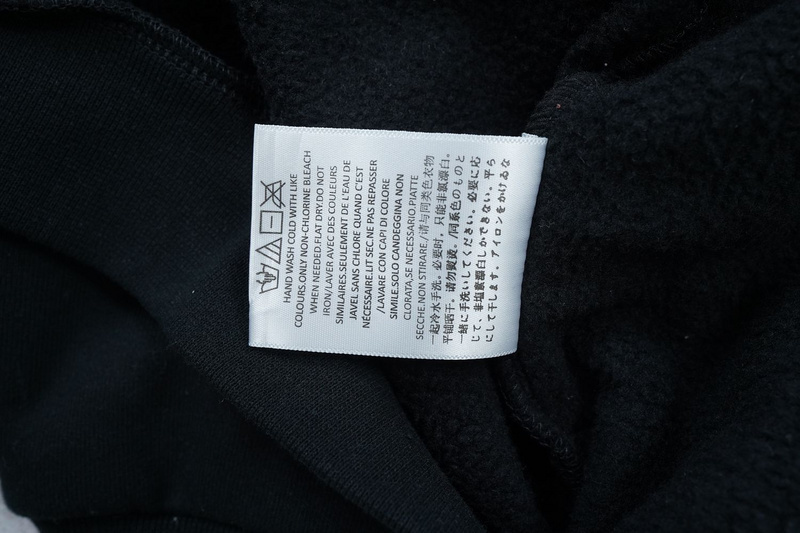 HAND WASH COLD WITH LIKE
COLOURS.ONLY NON-CHLORINE BLEACH
WHEN NEEDED.FLAT DRY.DO NOT
IRON/LAVER AVEC DES COULEURS
SIMILAIRES.SEULEMENT DE L'EAU DE
JAVEL SANS CHLORE QUAND C'EST
NÉCESSAIRE.LIT SEC.NE PAS REPASSER
/LAVARE CON CAPI DI COLORE
SIMILE.SOLO CANDEGGINA NON
CLORATA,SE NECESSARIO.PIATTE
SECCHE.NON STIRARE./请与同类色衣物
一起冷水手洗。必要时，只能非氯漂白。
平铺晒干。请勿熨烫。/同系色のものと
一緒に手洗いしてください。必要に応
じて、非塩素漂白しかできない。平ら
にして干します。アイロンをかけるな